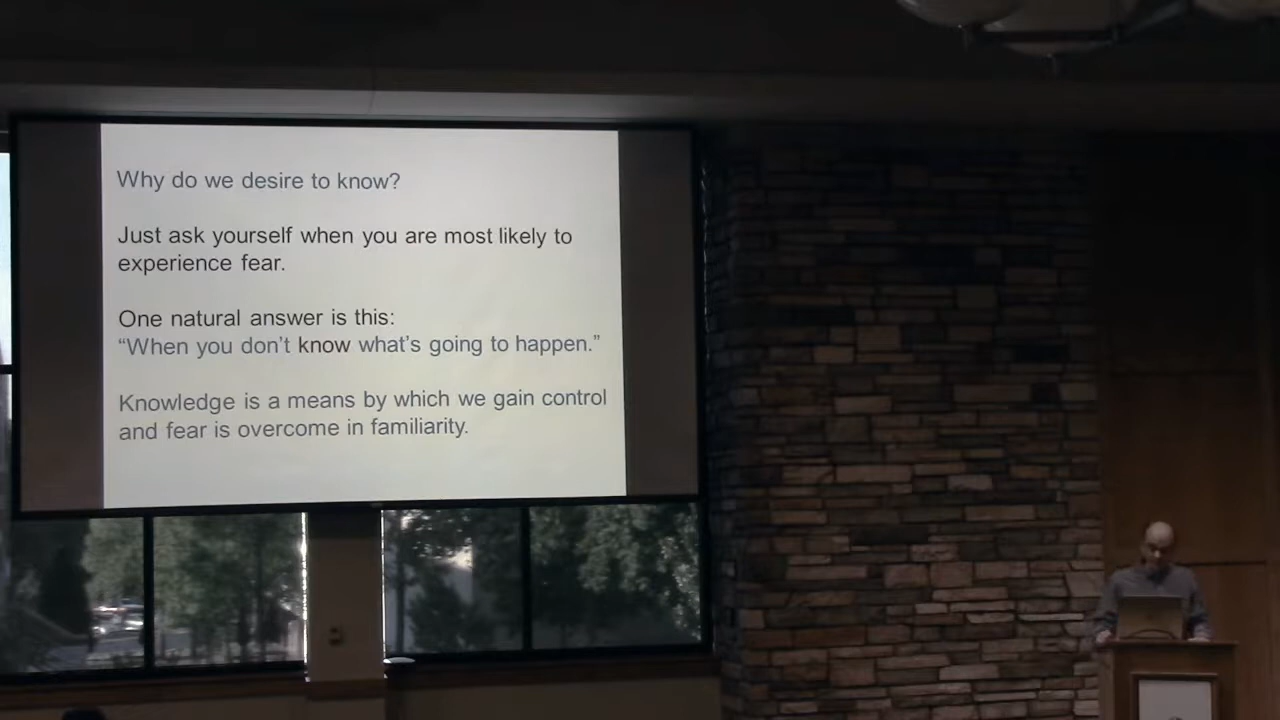 Why do we desire to know?
Just ask yourself when you are most likely to
experience fear.
One natural answer is this:
“When you don’t know what’s going to happen.”
Knowledge is a means by which we gain control
and fear is overcome in familiarity.